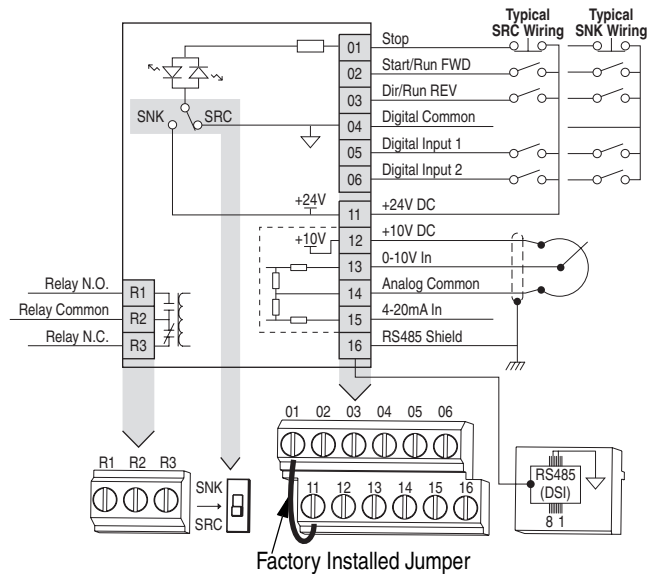 Typical SRC Wiring
Typical SNK Wiring
01 Stop
02 Start/Run FWD
03 Dir/Run REV
SNK SRC
04 Digital Common
05 Digital Input 1
06 Digital Input 2
+24V
11 +24V DC
+10V
12 +10V DC
13 0-10V In
14 Analog Common
15 4-20mA In
16 RS485 Shield
Relay N.O. R1
Relay Common R2
Relay N.C. R3
01 02 03 04 05 06
R1 R2 R3
11 12 13 14 15 16
SNK
SRC
RS485
(DSI)
8 1
Factory Installed Jumper